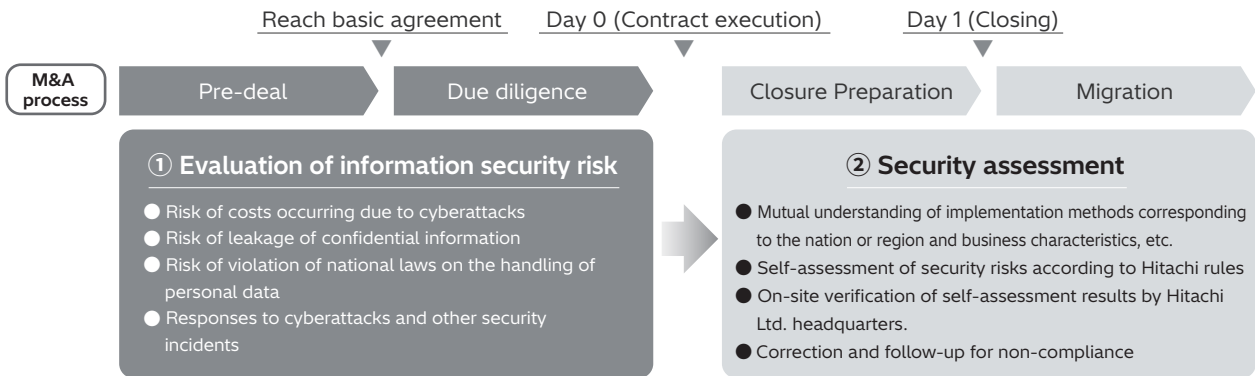 Reach basic agreement
Day 0 (Contract execution)
Day 1 (Closing)
M&A
process
Pre-deal
Due diligence
Closure Preparation
Migration
① Evaluation of information security risk
● Risk of costs occurring due to cyberattacks
● Risk of leakage of confidential information
● Risk of violation of national laws on the handling of
personal data
● Responses to cyberattacks and other security
incidents
② Security assessment
● Mutual understanding of implementation methods corresponding
to the nation or region and business characteristics, etc.
● Self-assessment of security risks according to Hitachi rules
● On-site verification of self-assessment results by Hitachi
Ltd. headquarters.
● Correction and follow-up for non-compliance